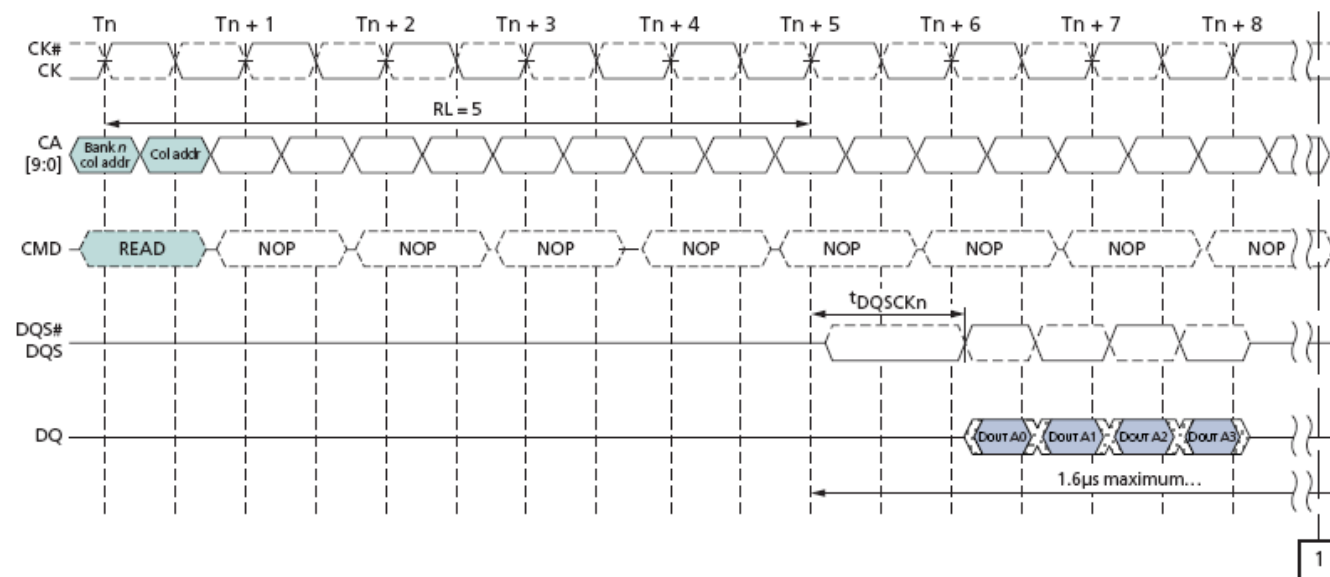 Tn Tn + 1 Tn + 2 Tn + 3 Tn + 4 Tn + 5 Tn + 6 Tn + 7 Tn + 8
CK#
CK
RL = 5
CA
[9:0]
Bank n
col addr
Col addr
CMD READ NOP NOP NOP NOP NOP NOP NOP NOP
tDQSCKn
DQS#
DQS
DQ DOUT A0 DOUT A1 DOUT A2 DOUT A3
1.6µs maximum…
1